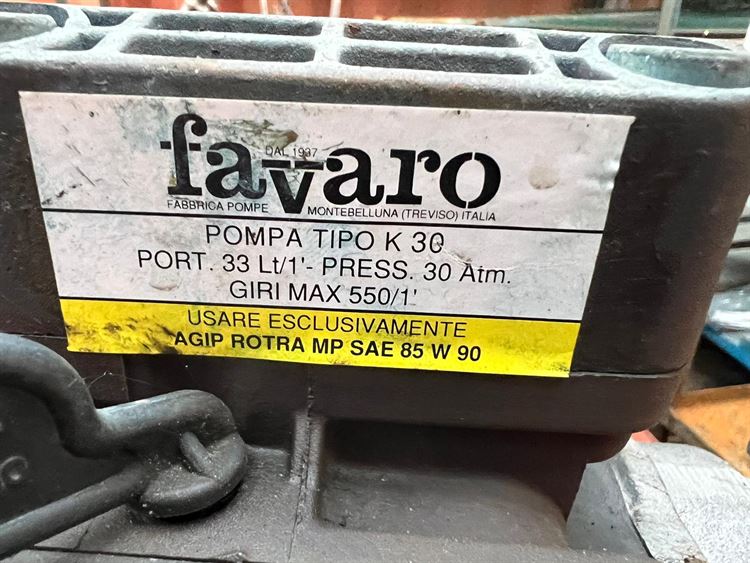 DAL 1937
favaro
FABBRICA POMPE MONTEBELLUNA (TREVISO) ITALIA
POMPA TIPO K 30
PORT. 33 Lt/1'- PRESS. 30 Atm.
GIRI MAX 550/1'
USARE ESCLUSIVAMENTE
AGIP ROTRA MP SAE 85 W 90